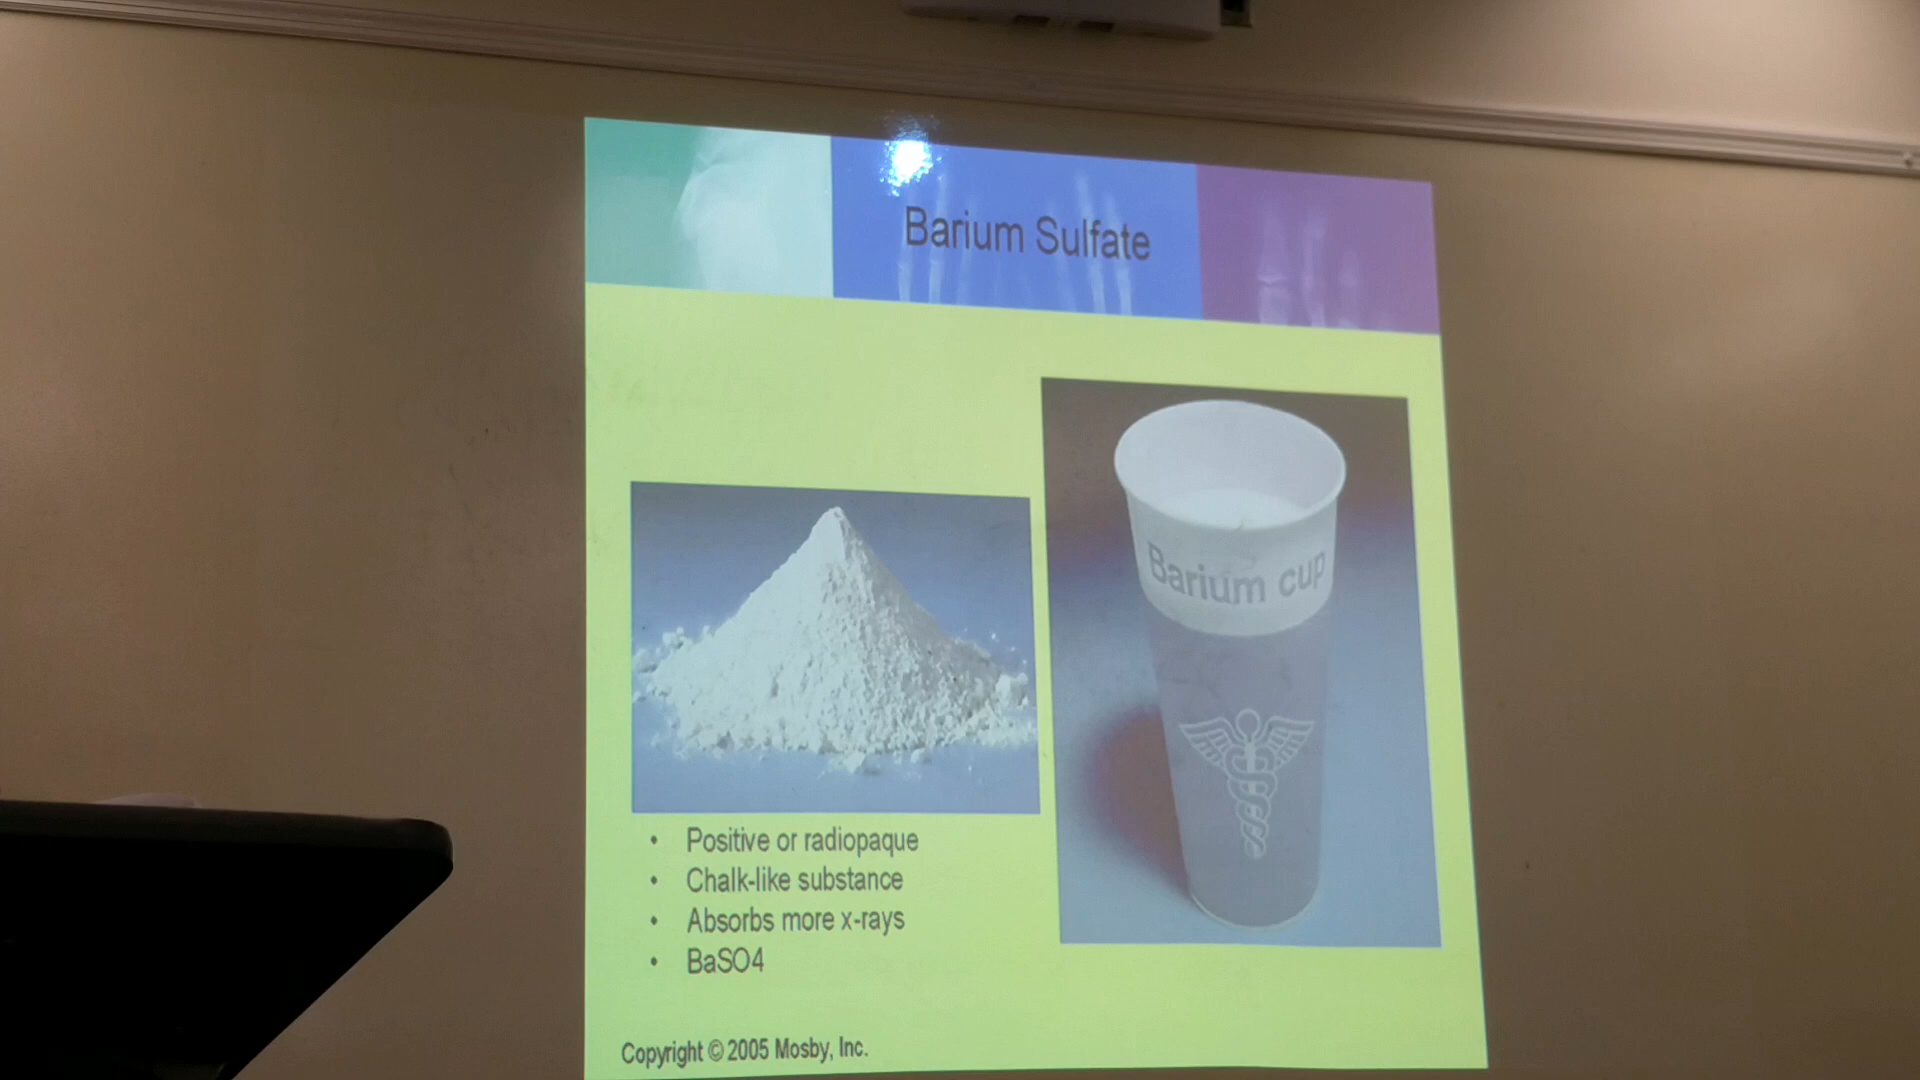 Barium Sulfate
Barium cup
• Positive or radiopaque
• Chalk-like substance
• Absorbs more x-rays
• BaSO4
Copyright © 2005 Mosby, Inc.